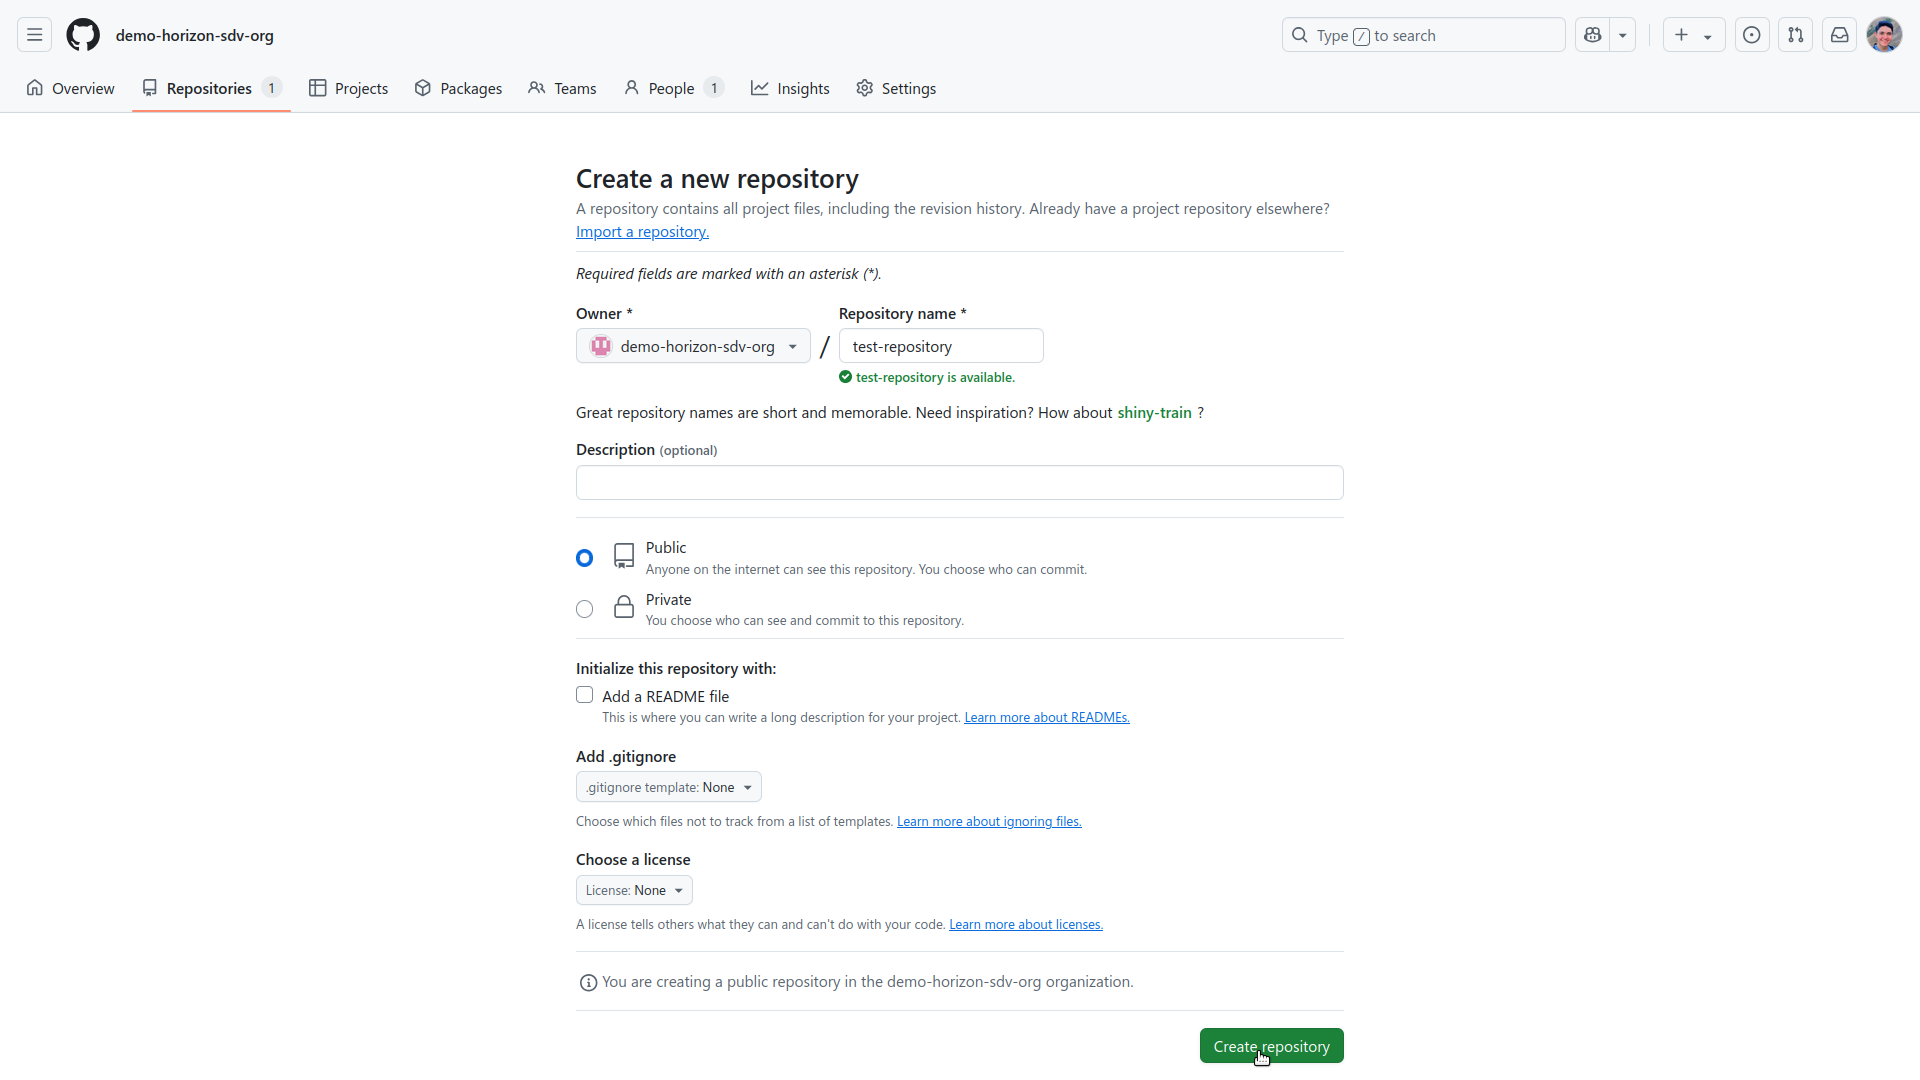 demo-horizon-sdv-org
Type / to search
Overview
Repositories 1
Projects
Packages
Teams
People 1
Insights
Settings
Create a new repository
A repository contains all project files, including the revision history. Already have a project repository elsewhere?
Import a repository.
Required fields are marked with an asterisk (*).
Owner *
Repository name *
demo-horizon-sdv-org
/
test-repository
test-repository is available.
Great repository names are short and memorable. Need inspiration? How about shiny-train ?
Description (optional)
Public
Anyone on the internet can see this repository. You choose who can commit.
Private
You choose who can see and commit to this repository.
Initialize this repository with:
Add a README file
This is where you can write a long description for your project. Learn more about READMEs.
Add .gitignore
.gitignore template: None
Choose which files not to track from a list of templates. Learn more about ignoring files.
Choose a license
License: None
A license tells others what they can and can't do with your code. Learn more about licenses.
You are creating a public repository in the demo-horizon-sdv-org organization.
Create repository